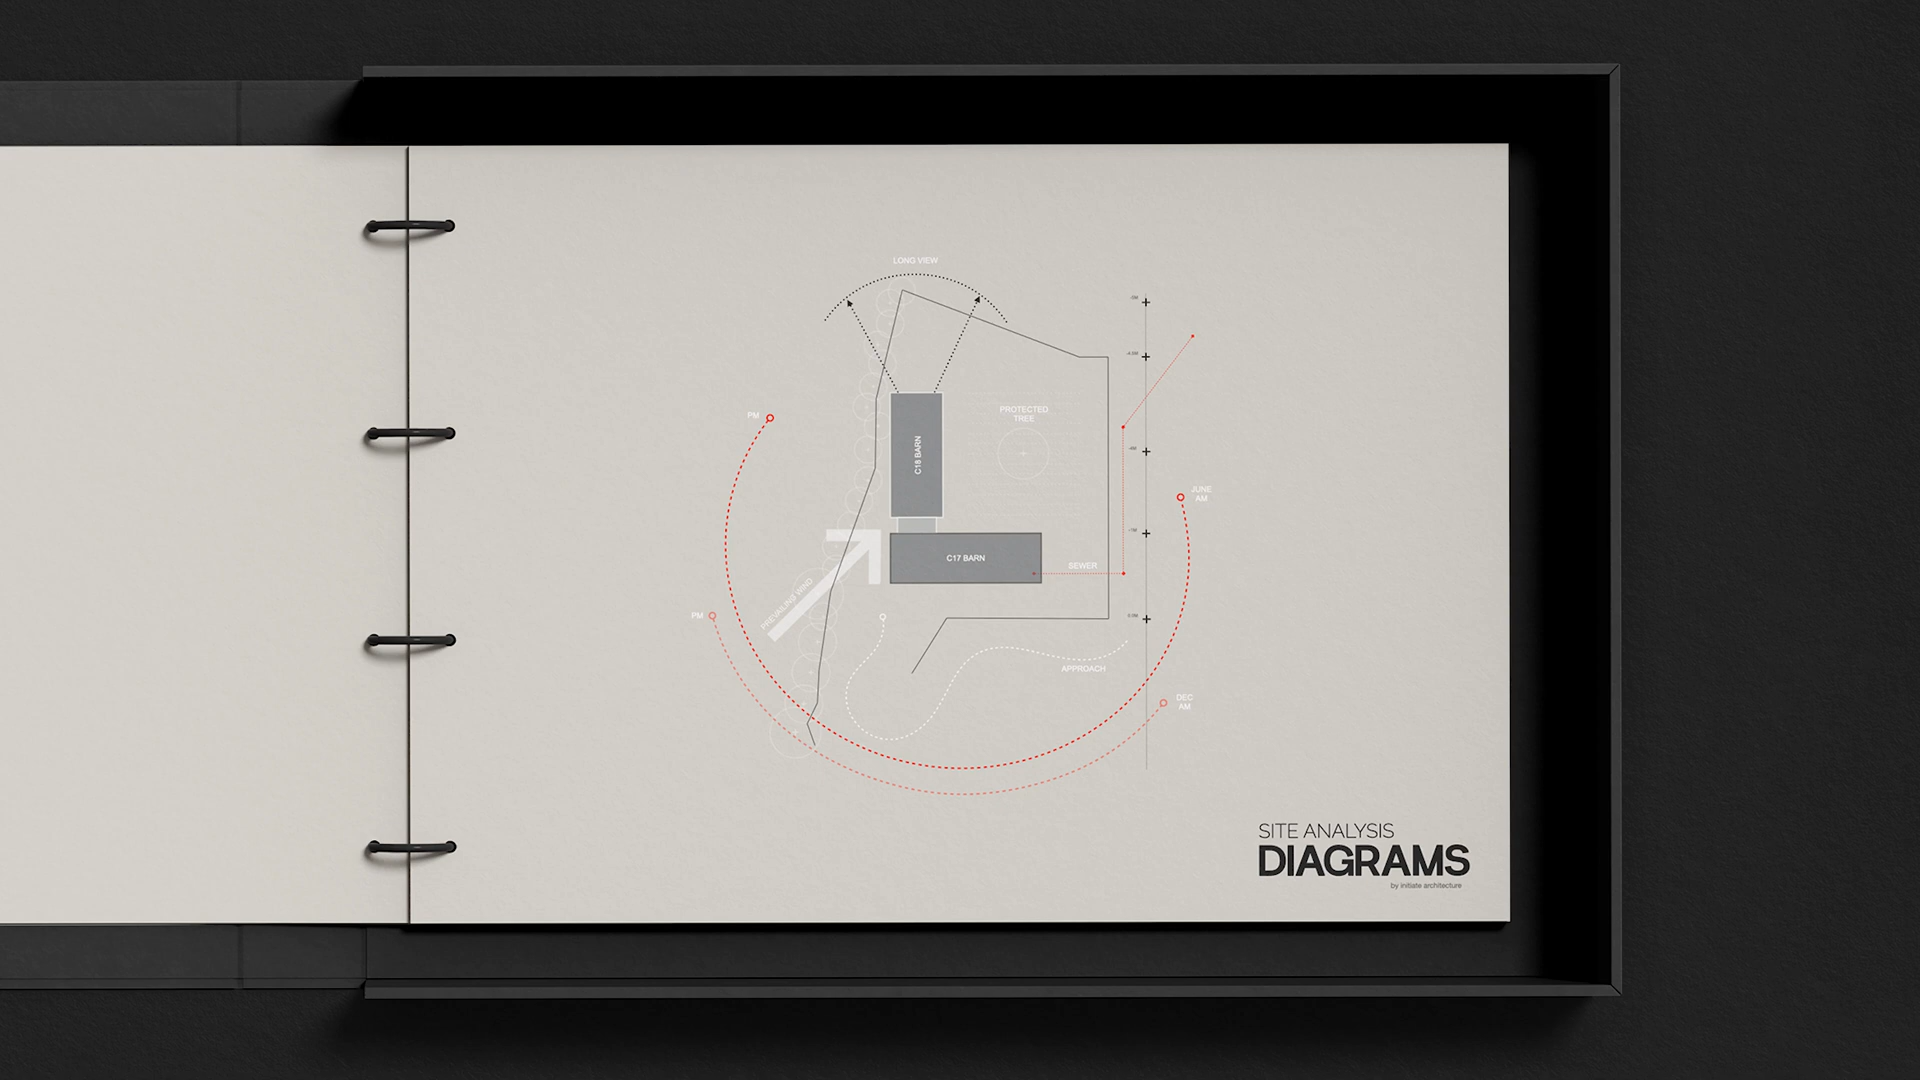 LONG VIEW
PROTECTED
TREE
PM
C18 BARN
JUNE
AM
C17 BARN
SEWER
PREVAILING WIND
PM
APPROACH
DEC
AM
SITE ANALYSIS
DIAGRAMS
by initiate architecture